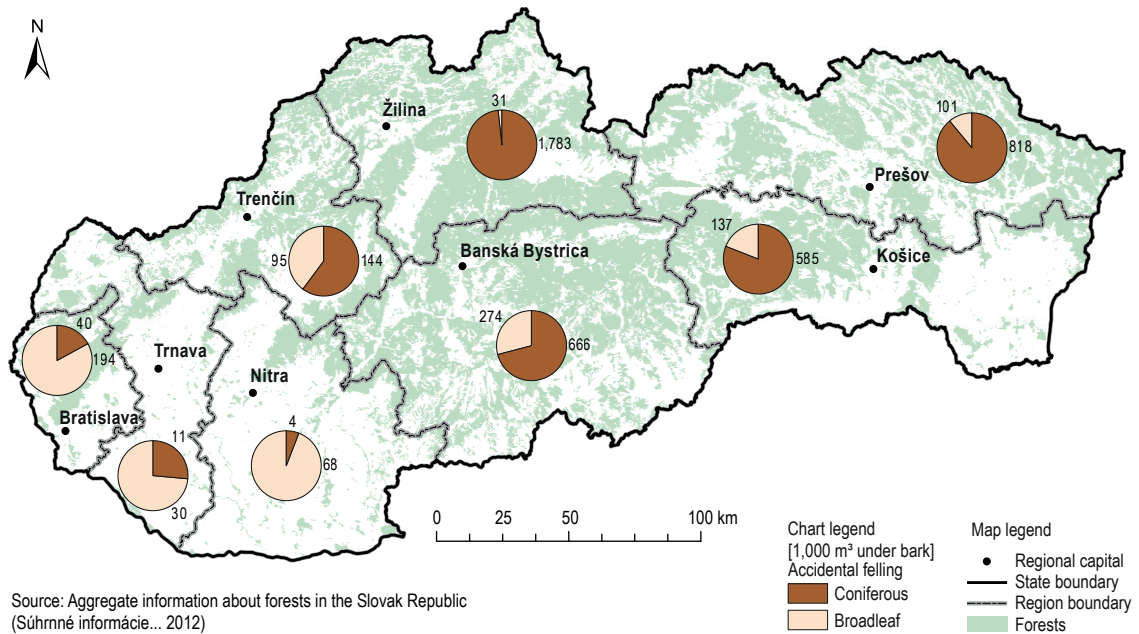 N
Žilina
31
1,783
101
818
Prešov
Trenčín
95
144
Banská Bystrica
137
585
Košice
274
666
40
194
Trnava
Nitra
Bratislava
11
30
4
68
0 25 50 100 km
Chart legend
[1,000 m³ under bark]
Accidental felling
Coniferous
Broadleaf
Map legend
Regional capital
State boundary
Region boundary
Forests
Source: Aggregate information about forests in the Slovak Republic
(Súhrnné informácie... 2012)